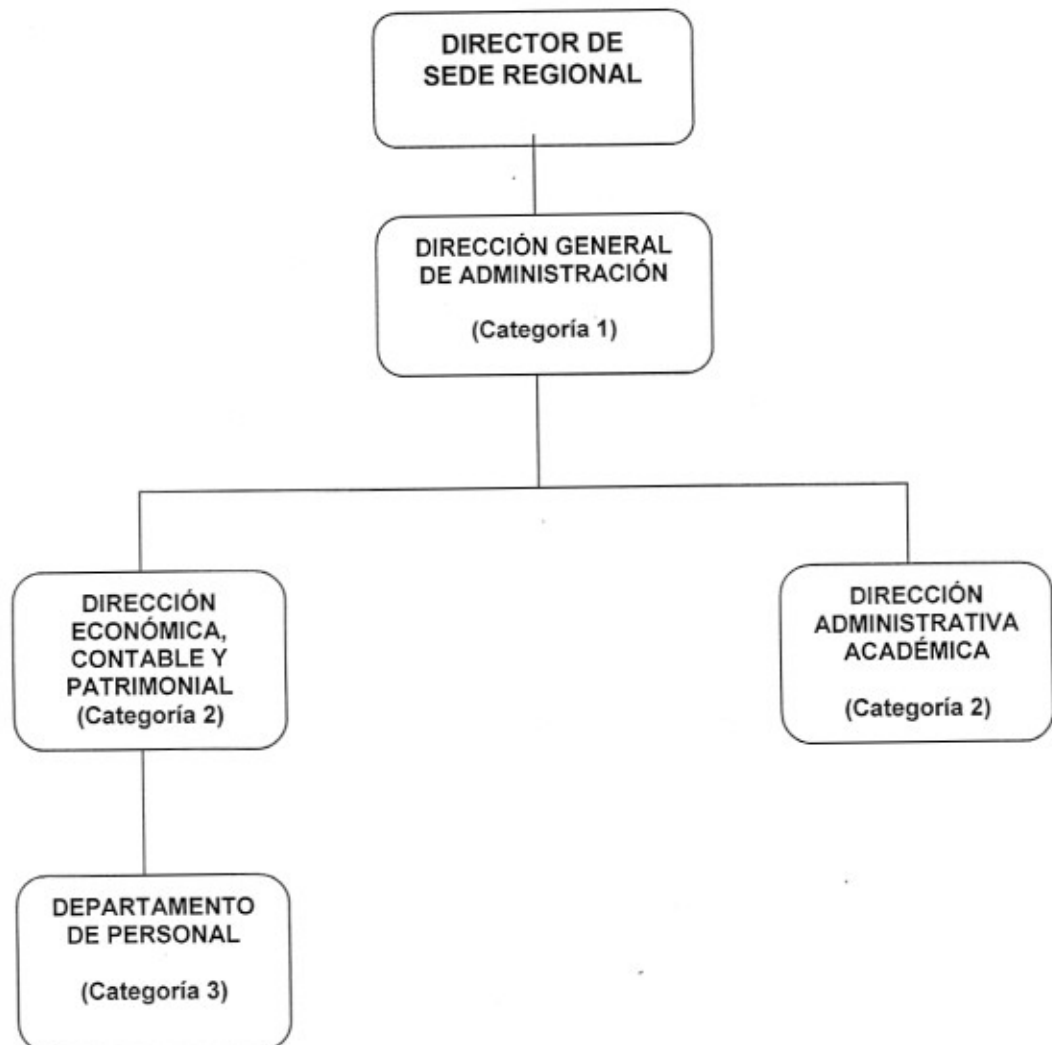 DIRECTOR DE
SEDE REGIONAL
DIRECCIÓN GENERAL
DE ADMINISTRACIÓN
(Categoría 1)
DIRECCIÓN
ECONÓMICA,
CONTABLE Y
PATRIMONIAL
(Categoría 2)
DIRECCIÓN
ADMINISTRATIVA
ACADÉMICA
(Categoría 2)
DEPARTAMENTO
DE PERSONAL
(Categoría 3)